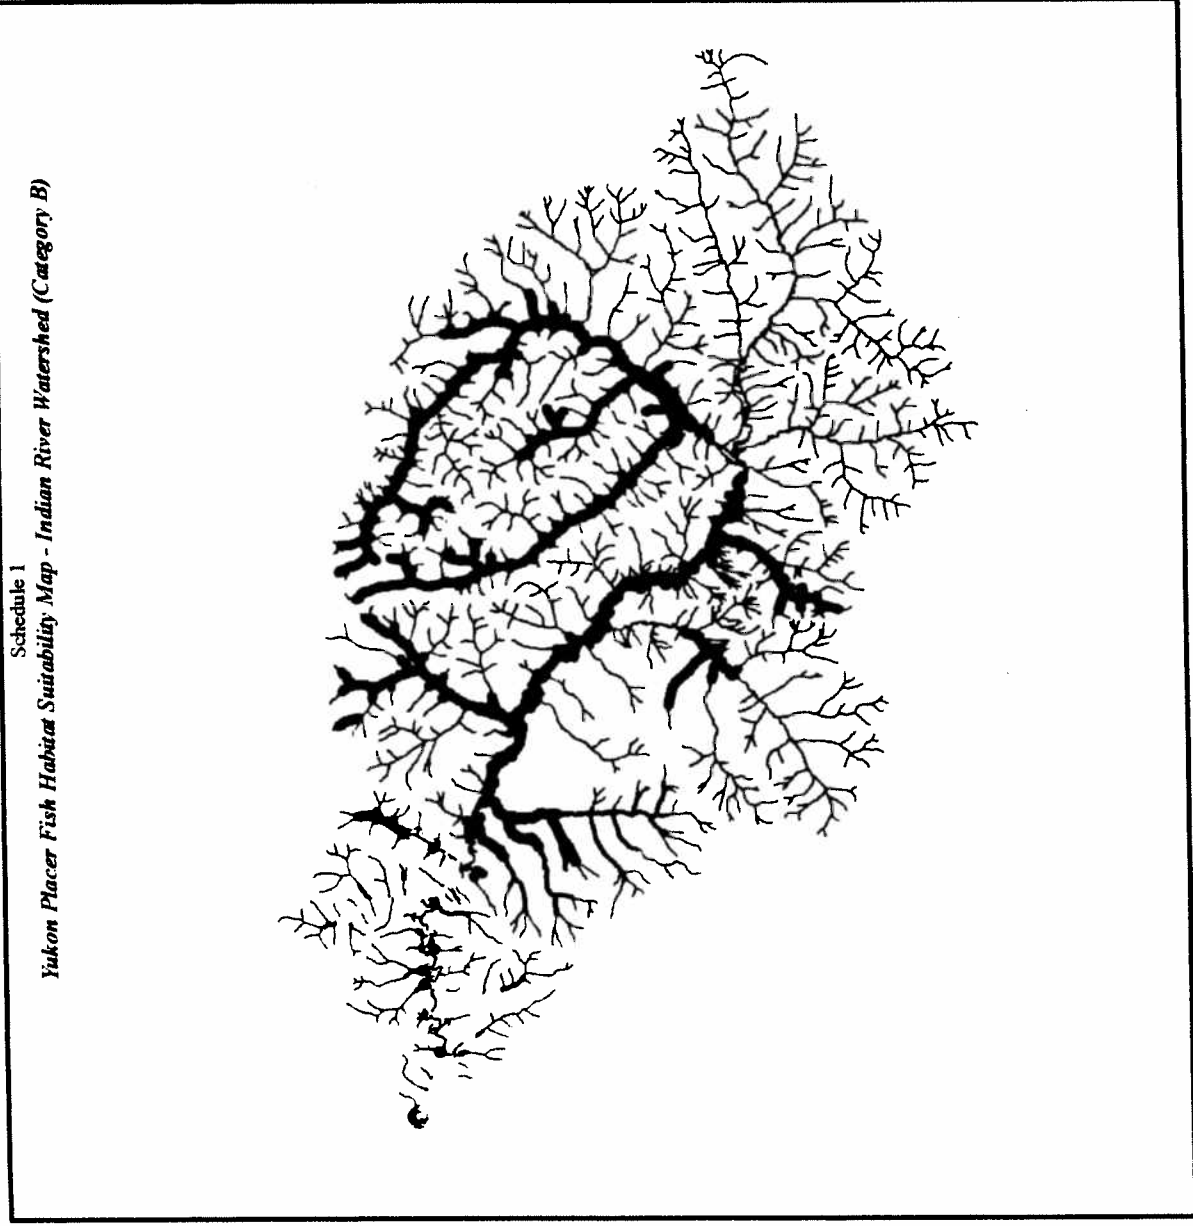 Schedule 1
Yukon Placer Fish Habitat Suitability Map - Indian River Watershed (Category B)